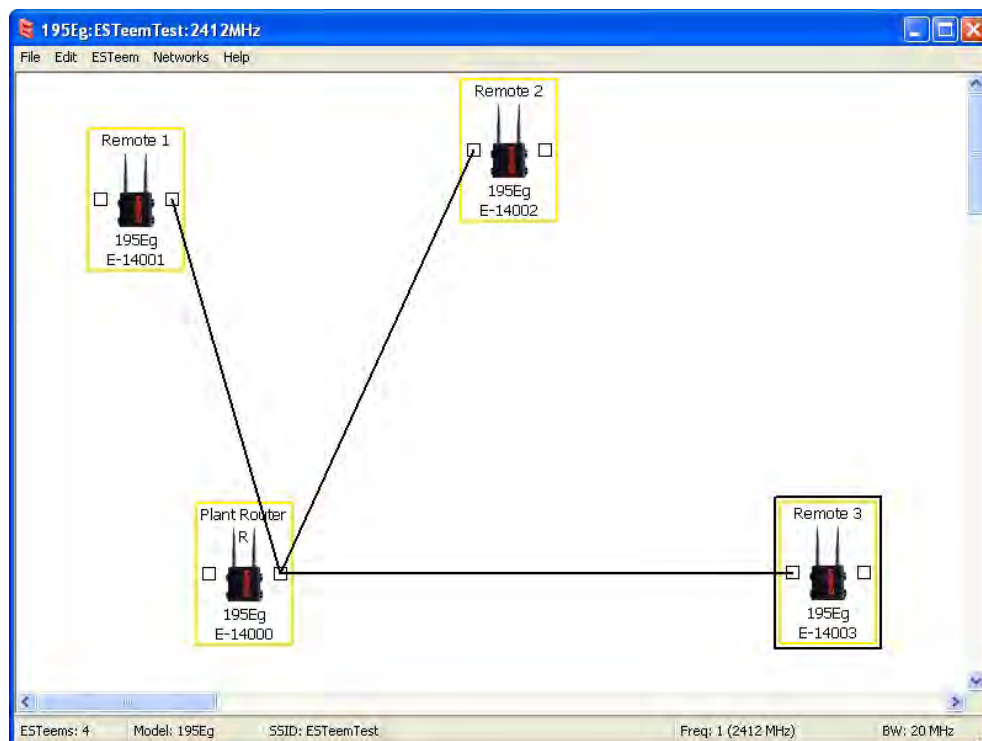 195Eg:ESTeemTest:2412MHz
File Edit ESTeem Networks Help
Remote 2
195Eg
E-14002
Remote 1
195Eg
E-14001
Plant Router
R
195Eg
E-14000
Remote 3
195Eg
E-14003
ESTeems: 4 Model: 195Eg SSID: ESTeemTest Freq: 1 (2412 MHz) BW: 20 MHz